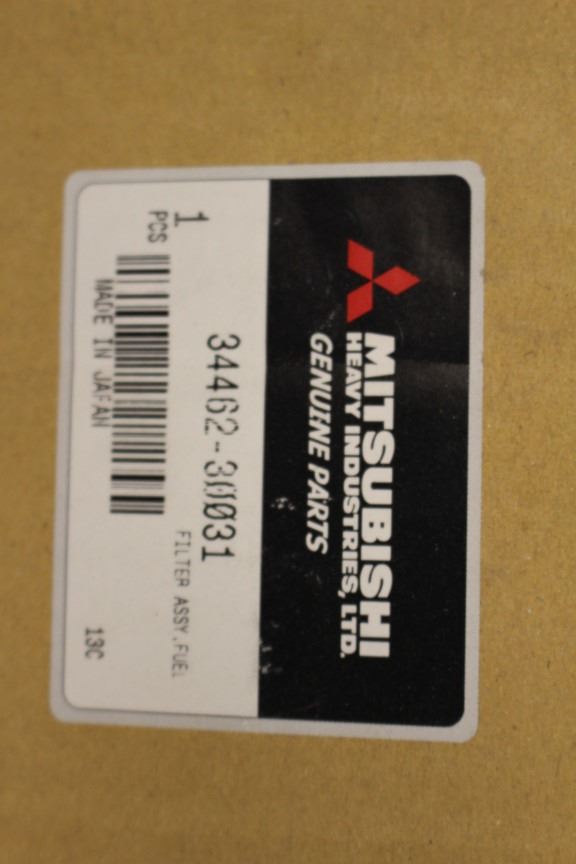 MITSUBISHI
HEAVY INDUSTRIES, LTD.
GENUINE PARTS
34462-30031
1
PCS
FILTER ASSY,FUEL
MADE IN JAPAN
13C